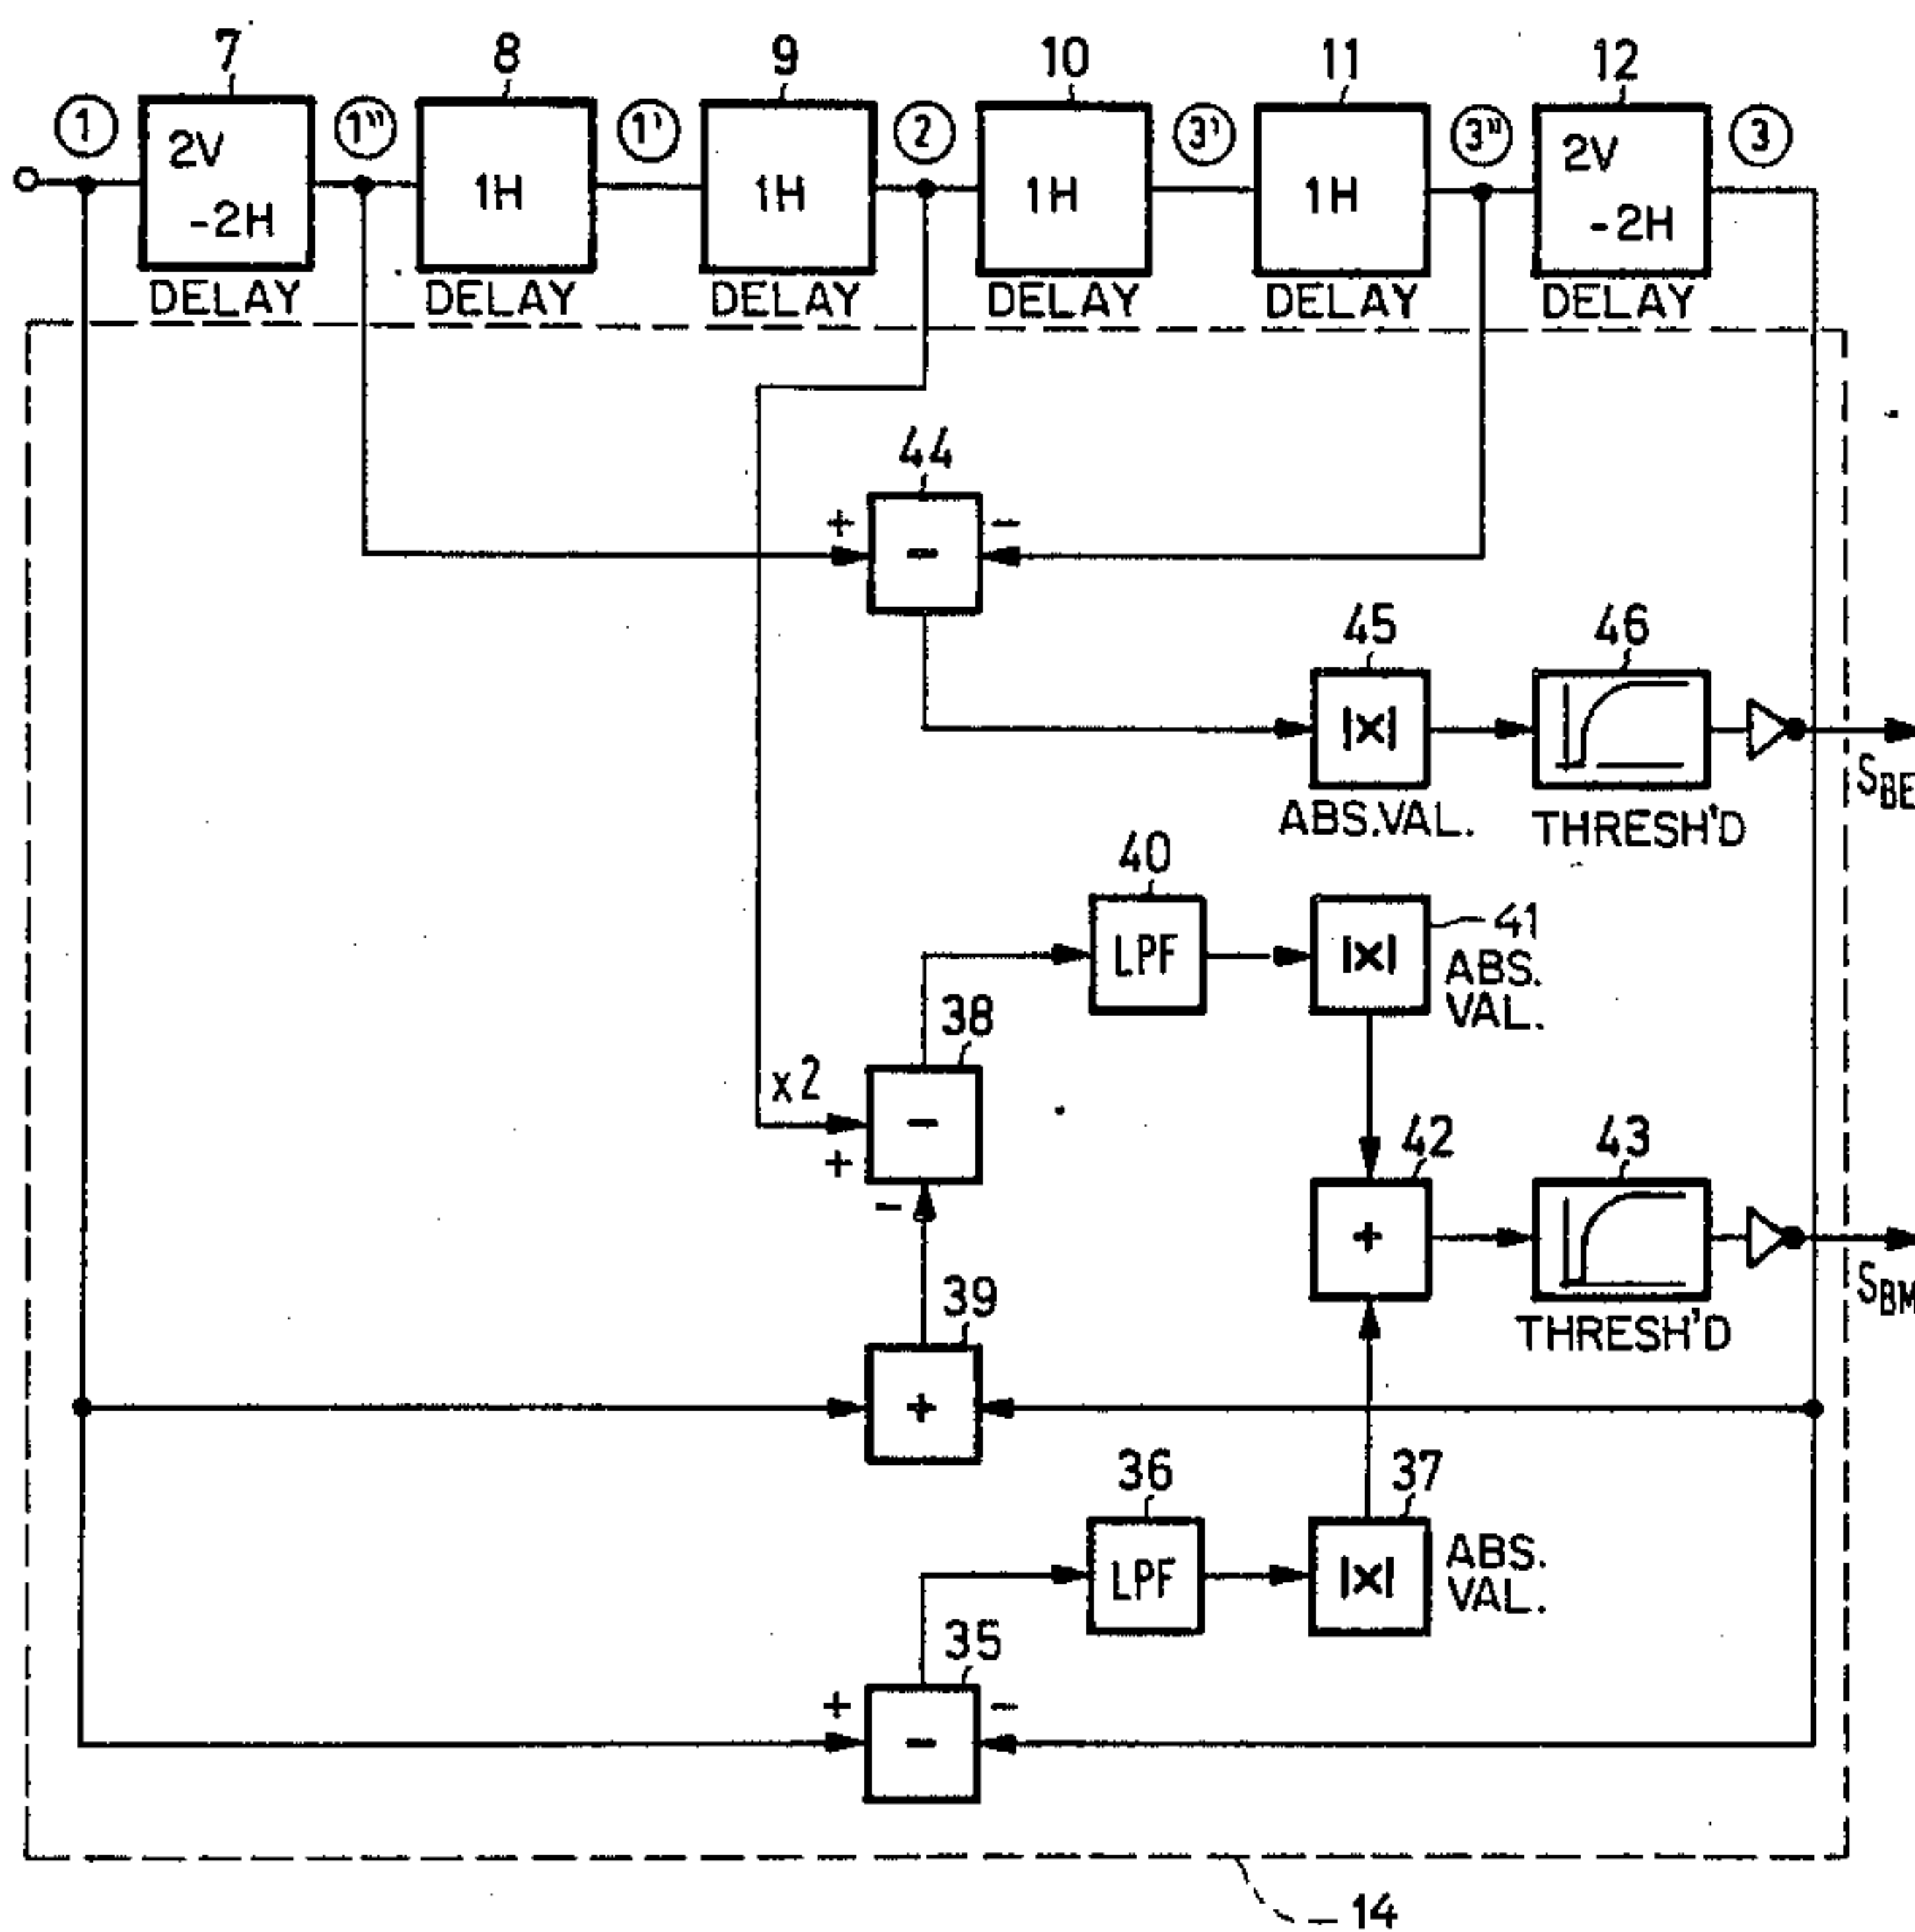 7 8 9 10 11 12
1 1'' 1' 2 3' 3'' 3
2V -2H
1H
1H
1H
1H
2V -2H
DELAY DELAY DELAY DELAY DELAY DELAY
44
+ − −
45 46
|x|
S_BE
ABS.VAL. THRESH'D
40
LPF |x| 41
ABS.
VAL.
38
x2 −
+
−
42 43
+
S_BM
THRESH'D
39
+
36 37
LPF |x| ABS.
VAL.
35
+ − −
14